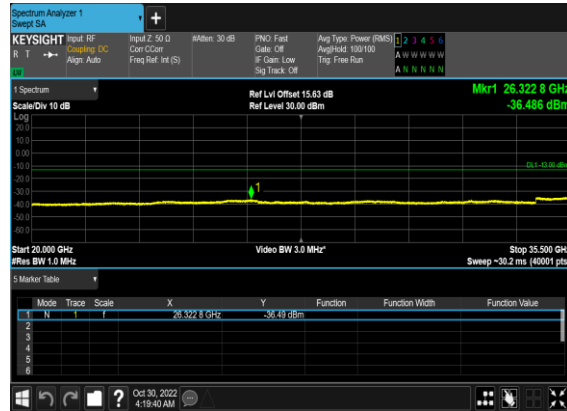 Spectrum Analyzer 1
Swept SA
+
KEYSIGHT Input: RF Input Z: 50 Ω #Atten: 30 dB PNO: Fast Avg Type: Power (RMS) 1 2 3 4 5 6
R T Coupling: DC Corr CCorr Gate: Off Avg|Hold: 100/100 A W W W W W
Align: Auto Freq Ref: Int (S) IF Gain: Low Trig: Free Run
Sig Track: Off A N N N N N
1 Spectrum Ref Lvl Offset 15.63 dB Mkr1 26.322 8 GHz
Scale/Div 10 dB Ref Level 30.00 dBm -36.486 dBm
Log
20.0
10.0
0.00
-10.0 DL1 -13.00 dBm
-20.0
-30.0 1
-40.0
-50.0
-60.0
Start 20.000 GHz Video BW 3.0 MHz* Stop 35.500 GHz
#Res BW 1.0 MHz Sweep ~30.2 ms (40001 pts)
5 Marker Table
Mode Trace Scale X Y Function Function Width Function Value
1 N 1 f 26.322 8 GHz -36.49 dBm
2
3
4
5
6
? Oct 30, 2022
4:19:40 AM